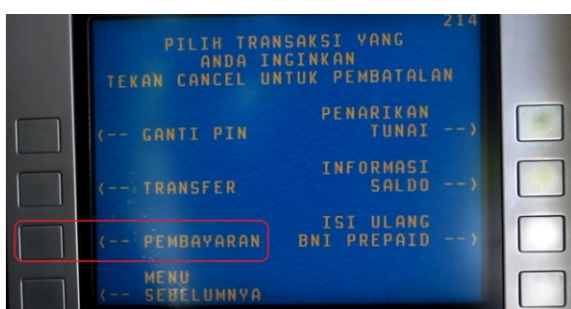 214
PILIH TRANSAKSI YANG
ANDA INGINKAN
TEKAN CANCEL UNTUK PEMBATALAN
<-- GANTI PIN
PENARIKAN
TUNAI -->
<-- TRANSFER
INFORMASI
SALDO -->
<-- PEMBAYARAN
ISI ULANG
BNI PREPAID -->
MENU
<-- SEBELUMNYA